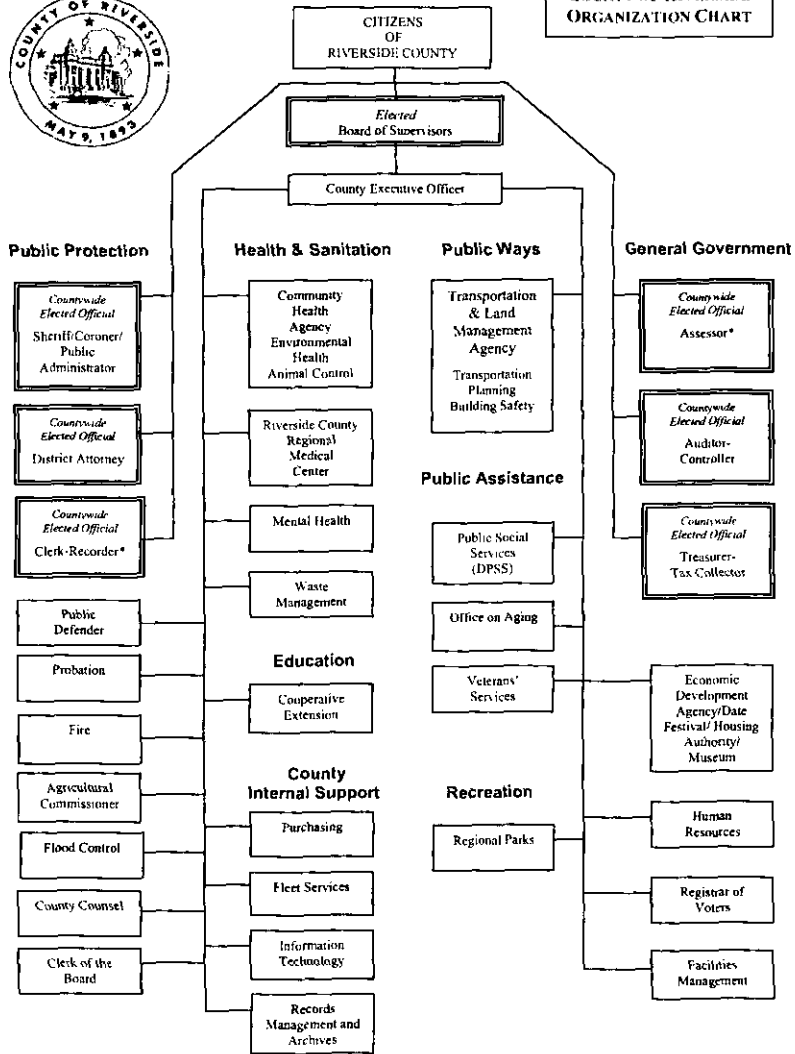 COUNTY OF RIVERSIDE
MAY 9, 1893
ORGANIZATION CHART
CITIZENS
OF
RIVERSIDE COUNTY
Elected
Board of Supervisors
County Executive Officer
Public Protection
Countywide
Elected Official
Sheriff/Coroner/
Public
Administrator
Countywide
Elected Official
District Attorney
Countywide
Elected Official
Clerk-Recorder*
Public
Defender
Probation
Fire
Agricultural
Commissioner
Flood Control
County Counsel
Clerk of the
Board
Health & Sanitation
Community
Health
Agency
Environmental
Health
Animal Control
Riverside County
Regional
Medical
Center
Mental Health
Waste
Management
Education
Cooperative
Extension
County
Internal Support
Purchasing
Fleet Services
Information
Technology
Records
Management and
Archives
Public Ways
Transportation
& Land
Management
Agency
Transportation
Planning
Building Safety
Public Assistance
Public Social
Services
(DPSS)
Office on Aging
Veterans'
Services
Recreation
Regional Parks
General Government
Countywide
Elected Official
Assessor*
Countywide
Elected Official
Auditor-
Controller
Countywide
Elected Official
Treasurer-
Tax Collector
Economic
Development
Agency/Date
Festival/ Housing
Authority/
Museum
Human
Resources
Registrar of
Voters
Facilities
Management